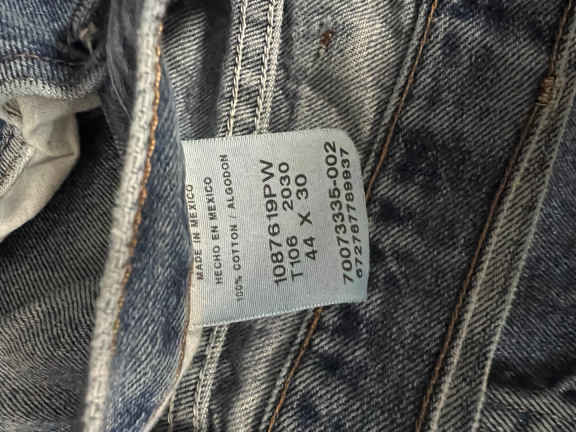 MADE IN MEXICO
HECHO EN MEXICO
100% COTTON / ALGODON
1087619PW
T106 2030
44 X 30
70073335-002
672787789937